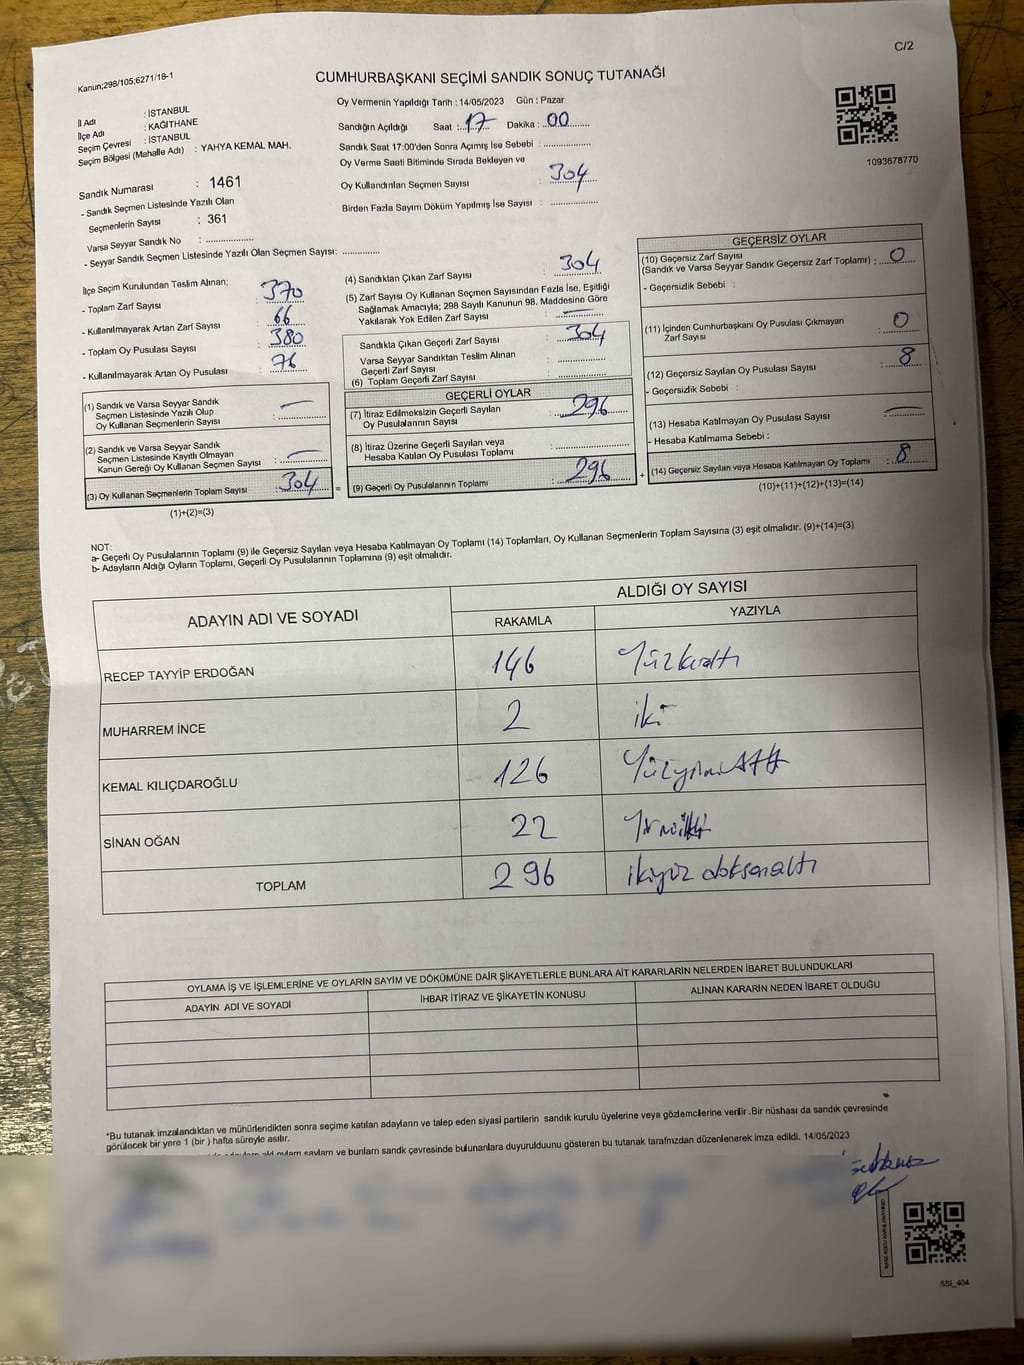 C/2
Kanun;298/105;6271/18-1
CUMHURBAŞKANI SEÇİMİ SANDIK SONUÇ TUTANAĞI
İl Adı : İSTANBUL
İlçe Adı : KAĞITHANE
Seçim Çevresi : İSTANBUL
Seçim Bölgesi (Mahalle Adı) : YAHYA KEMAL MAH.
Oy Vermenin Yapıldığı Tarih : 14/05/2023 Gün : Pazar
Sandığın Açıldığı Saat : 17 Dakika : 00
Sandık Saat 17:00'den Sonra Açımış İse Sebebi :
Oy Verme Saati Bitiminde Sırada Bekleyen ve
Oy Kullandırılan Seçmen Sayısı : 304
Birden Fazla Sayım Döküm Yapılmış İse Sayısı :
1093678770
Sandık Numarası : 1461
- Sandık Seçmen Listesinde Yazılı Olan
Seçmenlerin Sayısı : 361
Varsa Seyyar Sandık No :
- Seyyar Sandık Seçmen Listesinde Yazılı Olan Seçmen Sayısı:
İlçe Seçim Kurulundan Teslim Alınan;
- Toplam Zarf Sayısı : 370
- Kullanılmayarak Artan Zarf Sayısı : 66
- Toplam Oy Pusulası Sayısı : 380
- Kullanılmayarak Artan Oy Pusulası : 76
(1) Sandık ve Varsa Seyyar Sandık
Seçmen Listesinde Yazılı Olup
Oy Kullanan Seçmenlerin Sayısı : —
(2) Sandık ve Varsa Seyyar Sandık
Seçmen Listesinde Kayıtlı Olmayan
Kanun Gereği Oy Kullanan Seçmen Sayısı : —
(3) Oy Kullanan Seçmenlerin Toplam Sayısı : 304
(1)+(2)=(3)
(4) Sandıktan Çıkan Zarf Sayısı : 304
(5) Zarf Sayısı Oy Kullanan Seçmen Sayısından Fazla İse, Eşitliği
Sağlamak Amacıyla; 298 Sayılı Kanunun 98. Maddesine Göre
Yakılarak Yok Edilen Zarf Sayısı : —
Sandıkta Çıkan Geçerli Zarf Sayısı : 304
Varsa Seyyar Sandıktan Teslim Alınan
Geçerli Zarf Sayısı :
(6) Toplam Geçerli Zarf Sayısı :
GEÇERLİ OYLAR
(7) İtiraz Edilmeksizin Geçerli Sayılan
Oy Pusulasının Sayısı : 296
(8) İtiraz Üzerine Geçerli Sayılan veya
Hesaba Katılan Oy Pusulası Toplamı :
= (9) Geçerli Oy Pusulalarının Toplamı : 296 +
GEÇERSİZ OYLAR
(10) Geçersiz Zarf Sayısı
(Sandık ve Varsa Seyyar Sandık Geçersiz Zarf Toplamı) : 0
- Geçersizlik Sebebi :
(11) İçinden Cumhurbaşkanı Oy Pusulası Çıkmayan
Zarf Sayısı : 0
(12) Geçersiz Sayılan Oy Pusulası Sayısı : 8
- Geçersizlik Sebebi :
(13) Hesaba Katılmayan Oy Pusulası Sayısı : —
- Hesaba Katılmama Sebebi :
(14) Geçersiz Sayılan veya Hesaba Katılmayan Oy Toplamı : 8
(10)+(11)+(12)+(13)=(14)
NOT:
a- Geçerli Oy Pusulalarının Toplamı (9) ile Geçersiz Sayılan veya Hesaba Katılmayan Oy Toplamı (14) Toplamları, Oy Kullanan Seçmenlerin Toplam Sayısına (3) eşit olmalıdır. (9)+(14)=(3)
b- Adayların Aldığı Oyların Toplamı, Geçerli Oy Pusulalarının Toplamına (9) eşit olmalıdır.
ADAYIN ADI VE SOYADI ALDIĞI OY SAYISI
RAKAMLA YAZIYLA
RECEP TAYYİP ERDOĞAN 146 Yüzkırkaltı
MUHARREM İNCE 2 iki
KEMAL KILIÇDAROĞLU 126 Yüzyirmialtı
SİNAN OĞAN 22 Yirmiiki
TOPLAM 296 ikiyüz doksanaltı
OYLAMA İŞ VE İŞLEMLERİNE VE OYLARIN SAYIM VE DÖKÜMÜNE DAİR ŞİKAYETLERLE BUNLARA AİT KARARLARIN NELERDEN İBARET BULUNDUKLARI
ADAYIN ADI VE SOYADI İHBAR İTİRAZ VE ŞİKAYETİN KONUSU ALINAN KARARIN NEDEN İBARET OLDUĞU
*Bu tutanak imzalandıktan ve mühürlendikten sonra seçime katılan adayların ve talep eden siyasi partilerin sandık kurulu üyelerine veya gözlemcilerine verilir .Bir nüshası da sandık çevresinde
görülecek bir yere 1 (bir ) hafta süreyle asılır.
sayılanı ve bunların sandk çevresinde bulunanlara duyurulduunu gösteren bu tutanak tarafmzdan düzenlenerek imza edildi. 14/05/2023
SSI_404